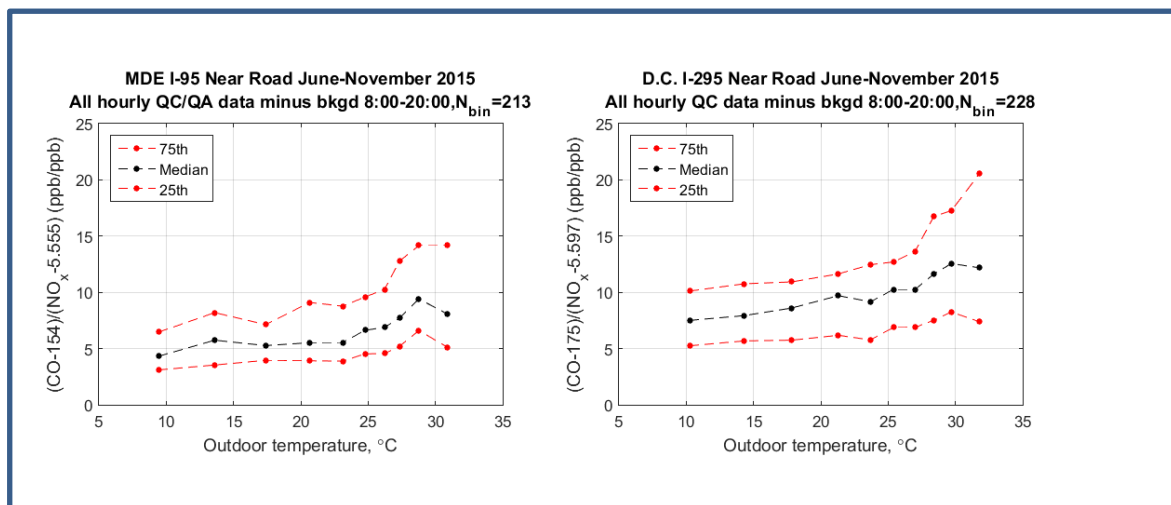 MDE I-95 Near Road June-November 2015
All hourly QC/QA data minus bkgd 8:00-20:00,N_bin=213
25
20
15
10
5
0
(CO-154)/(NO_x-5.555) (ppb/ppb)
75th
Median
25th
5 10 15 20 25 30 35
Outdoor temperature, °C
D.C. I-295 Near Road June-November 2015
All hourly QC data minus bkgd 8:00-20:00,N_bin=228
25
20
15
10
5
0
(CO-175)/(NO_x-5.597) (ppb/ppb)
75th
Median
25th
5 10 15 20 25 30 35
Outdoor temperature, °C